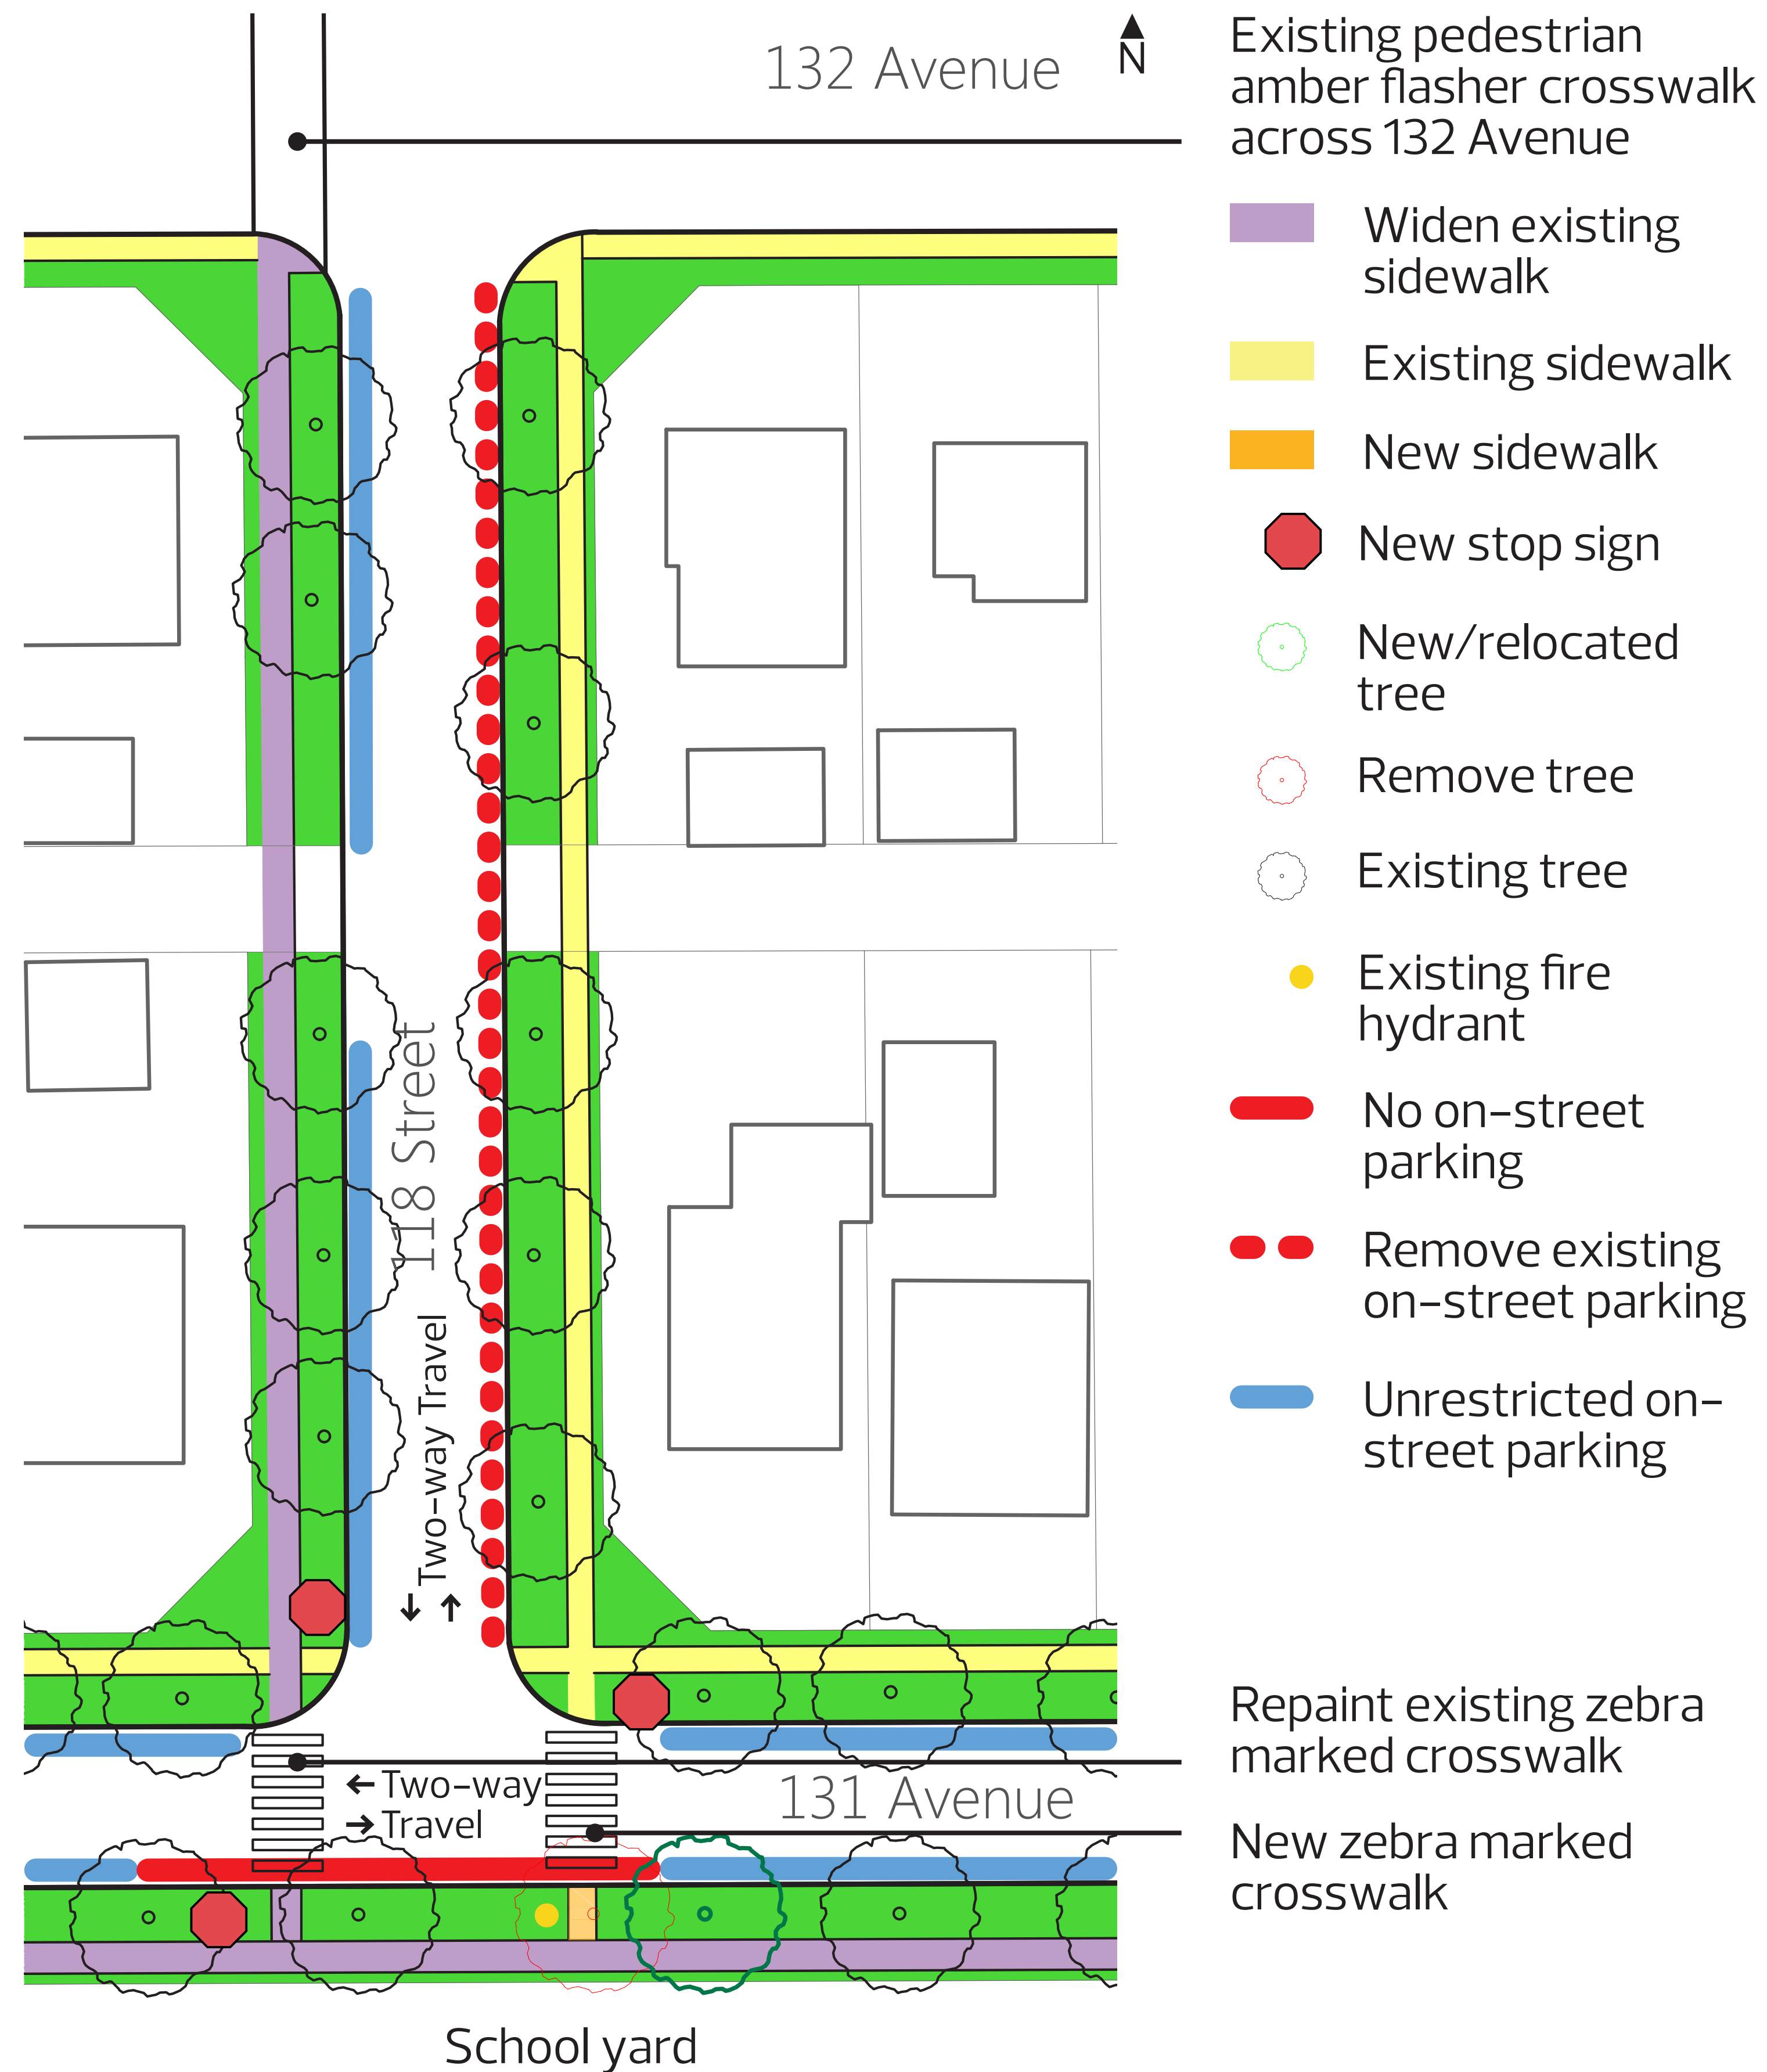 132 Avenue
N
Existing pedestrian
amber flasher crosswalk
across 132 Avenue
Widen existing
sidewalk
Existing sidewalk
New sidewalk
New stop sign
New/relocated
tree
Remove tree
Existing tree
Existing fire
hydrant
No on-street
parking
Remove existing
on-street parking
Unrestricted on-
street parking
118 Street
Two-way Travel
Repaint existing zebra
marked crosswalk
Two-way
Travel
131 Avenue
New zebra marked
crosswalk
School yard